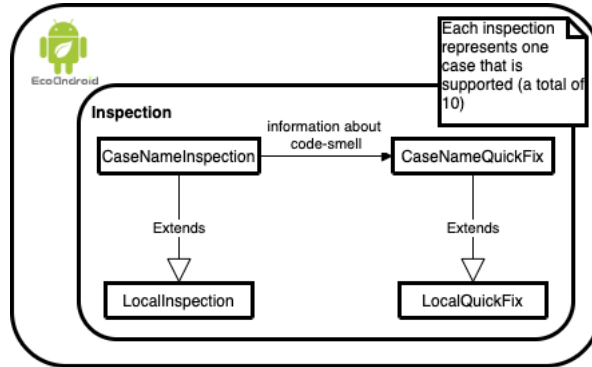 EcoAndroid
Each inspection
represents one
case that is
supported (a total of
10)
Inspection
information about
code-smell
CaseNameInspection
CaseNameQuickFix
Extends
Extends
LocalInspection
LocalQuickFix